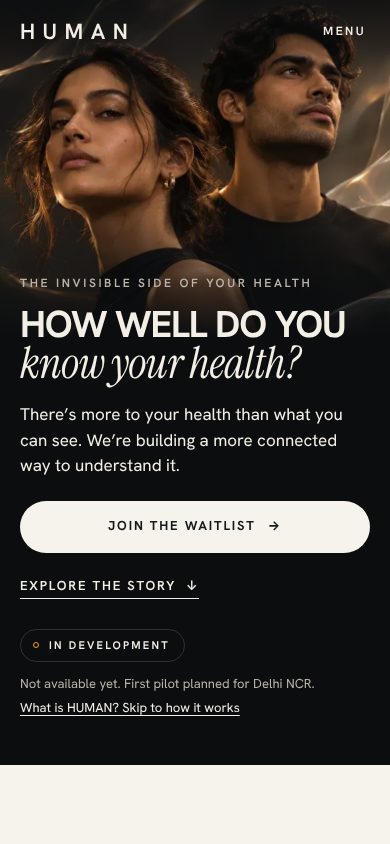 HUMAN
MENU
THE INVISIBLE SIDE OF YOUR HEALTH
HOW WELL DO YOU
know your health?
There’s more to your health than what you
can see. We’re building a more connected
way to understand it.
JOIN THE WAITLIST →
EXPLORE THE STORY ↓
IN DEVELOPMENT
Not available yet. First pilot planned for Delhi NCR.
What is HUMAN? Skip to how it works